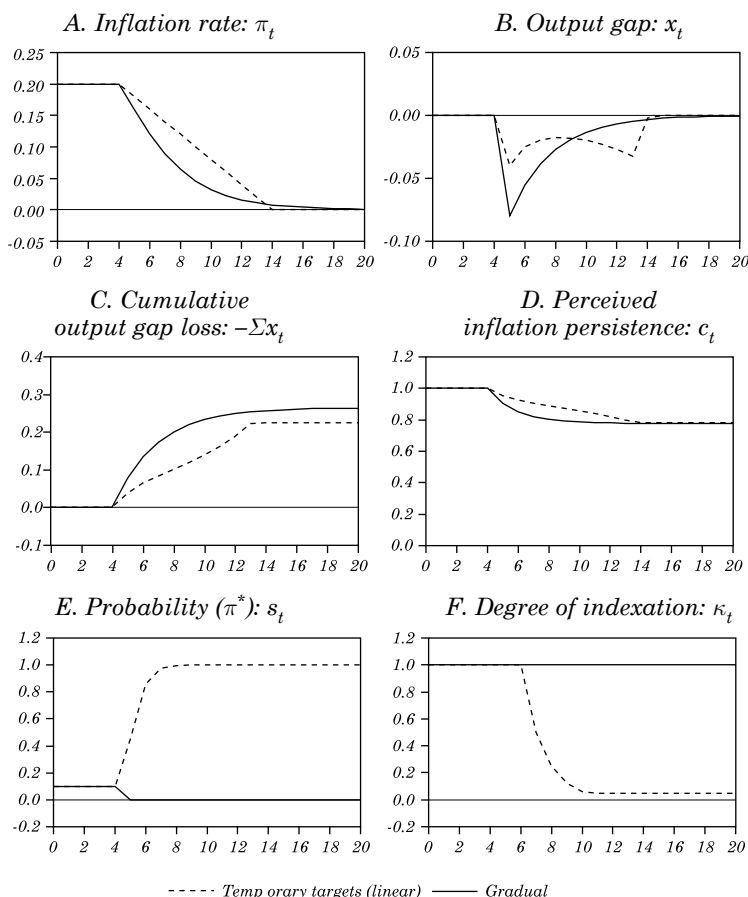 A. Inflation rate: πt
B. Output gap: xt
0.25
0.20
0.15
0.10
0.05
0.00
-0.05
0 2 4 6 8 10 12 14 16 18 20
0.05
0.00
-0.05
-0.10
0 2 4 6 8 10 12 14 16 18 20
C. Cumulative
output gap loss: –Σxt
D. Perceived
inflation persistence: ct
0.4
0.3
0.2
0.1
0.0
-0.1
0 2 4 6 8 10 12 14 16 18 20
1.2
1.0
0.8
0.6
0.4
0.2
0.0
0 2 4 6 8 10 12 14 16 18 20
E. Probability (π*): st
F. Degree of indexation: κt
1.2
1.0
0.8
0.6
0.4
0.2
0.0
-0.2
0 2 4 6 8 10 12 14 16 18 20
1.2
1.0
0.8
0.6
0.4
0.2
0.0
-0.2
0 2 4 6 8 10 12 14 16 18 20
Temp orary targets (linear) Gradual